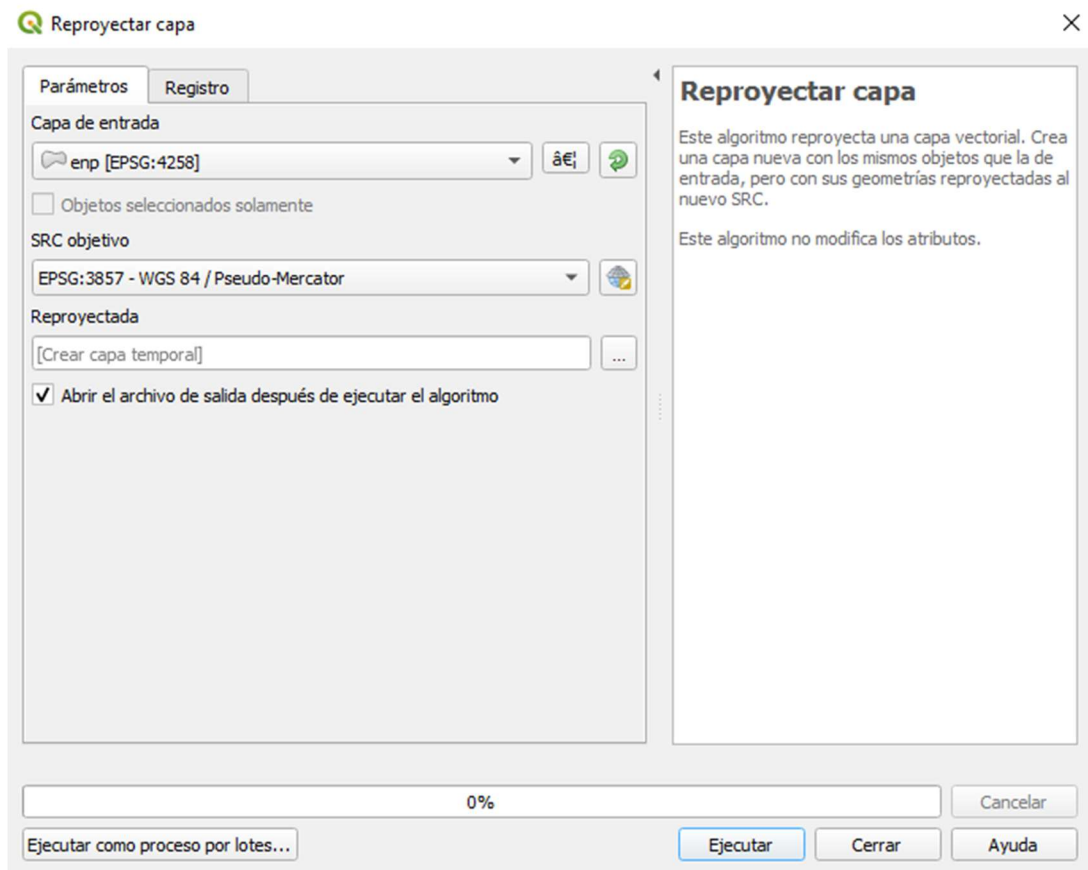 Reproyectar capa
Parámetros
Registro
Capa de entrada
enp [EPSG:4258]
â€¦
Objetos seleccionados solamente
SRC objetivo
EPSG:3857 - WGS 84 / Pseudo-Mercator
Reproyectada
[Crear capa temporal]
...
Abrir el archivo de salida después de ejecutar el algoritmo
Reproyectar capa
Este algoritmo reproyecta una capa vectorial. Crea
una capa nueva con los mismos objetos que la de
entrada, pero con sus geometrías reproyectadas al
nuevo SRC.
Este algoritmo no modifica los atributos.
0%
Cancelar
Ejecutar como proceso por lotes...
Ejecutar
Cerrar
Ayuda